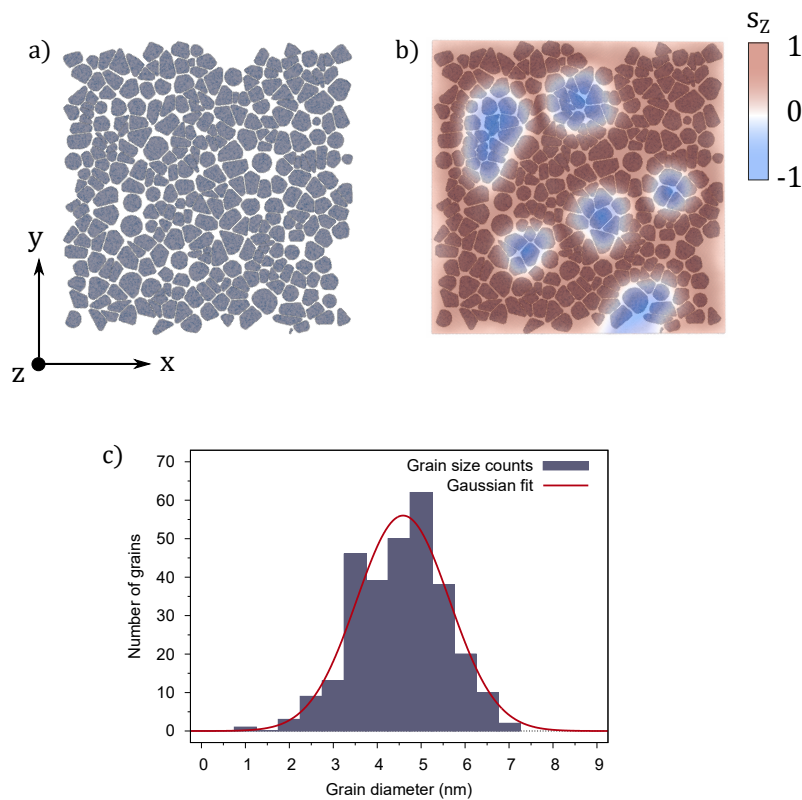 a)
b)
s_Z
1
0
-1
y
z
x
c)
Grain size counts
Gaussian fit
70
60
50
40
30
20
10
0
Number of grains
0 1 2 3 4 5 6 7 8 9
Grain diameter (nm)